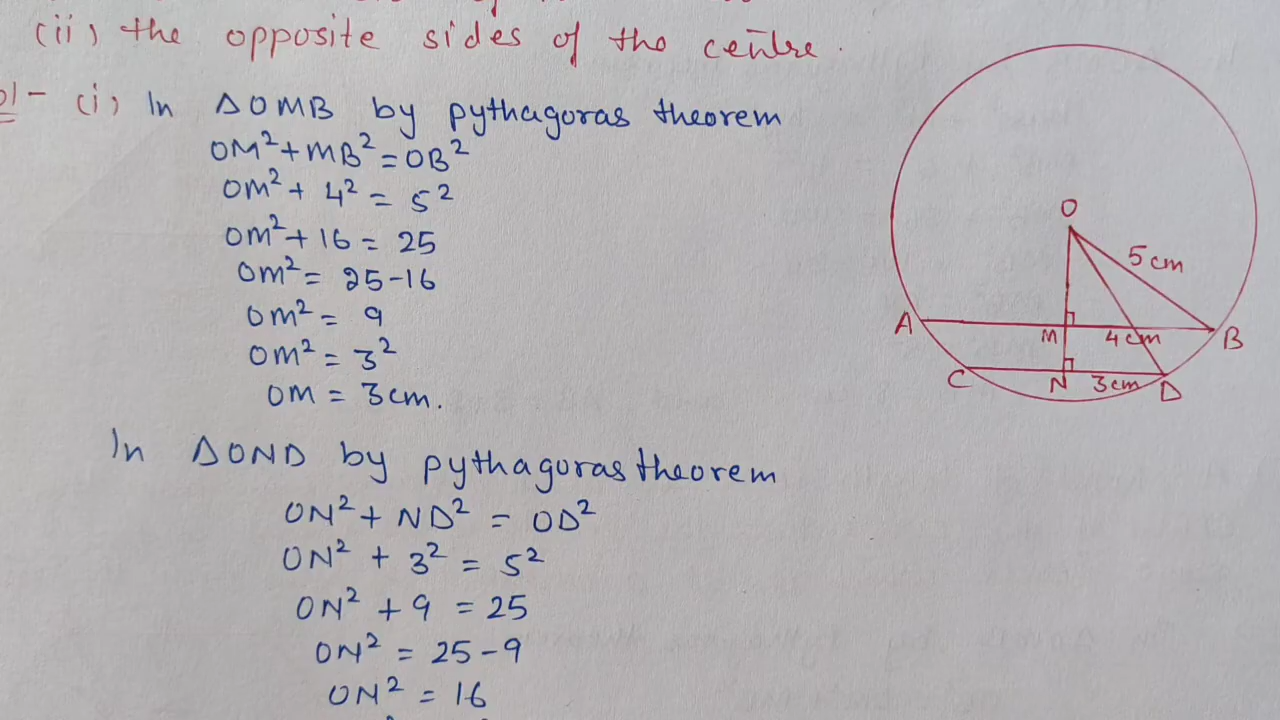 (ii) the opposite sides of the centre.
(i) In ΔOMB by pythagoras theorem
OM² + MB² = OB²
OM² + 4² = 5²
OM² + 16 = 25
OM² = 25 - 16
OM² = 9
OM² = 3²
OM = 3cm.
In ΔOND by pythagoras theorem
ON² + ND² = OD²
ON² + 3² = 5²
ON² + 9 = 25
ON² = 25 - 9
ON² = 16
O
5cm
A
M
4cm
B
C
N
3cm
D